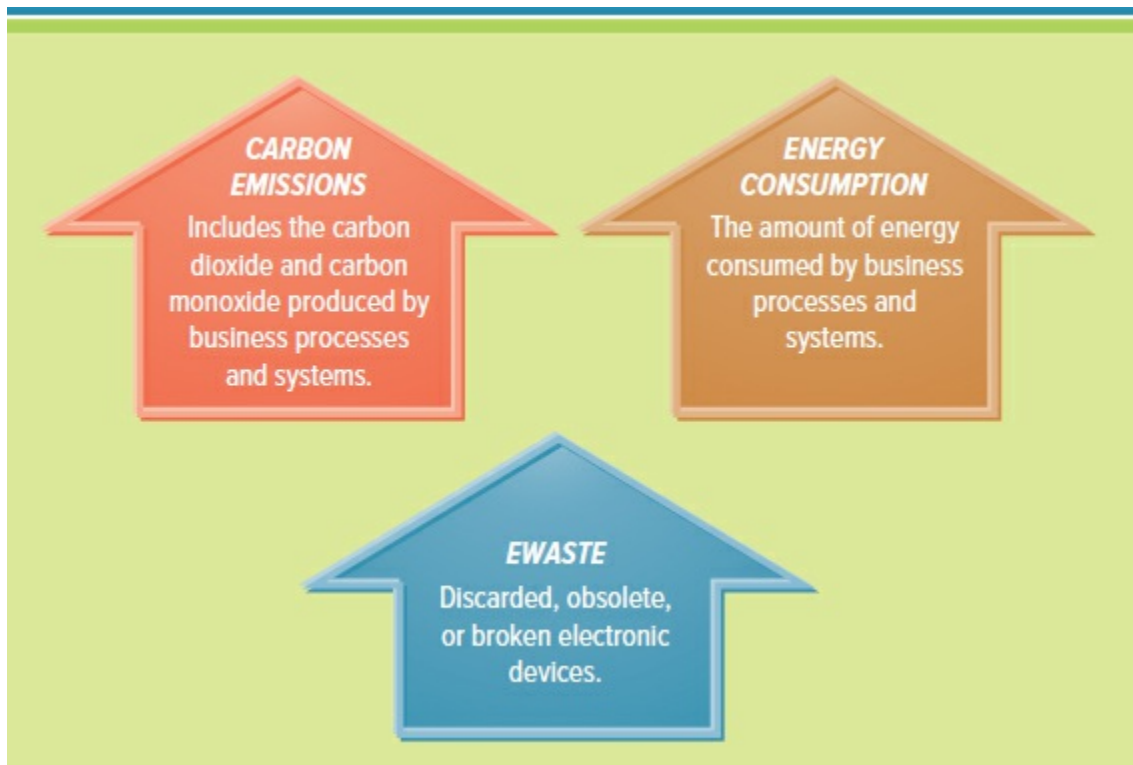 CARBON
EMISSIONS
Includes the carbon
dioxide and carbon
monoxide produced by
business processes
and systems.
ENERGY
CONSUMPTION
The amount of energy
consumed by business
processes and
systems.
EWASTE
Discarded, obsolete,
or broken electronic
devices.